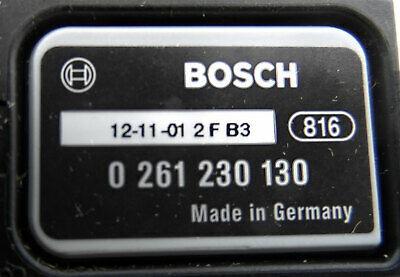 BOSCH
12-11-01 2 F B3 816
0 261 230 130
Made in Germany